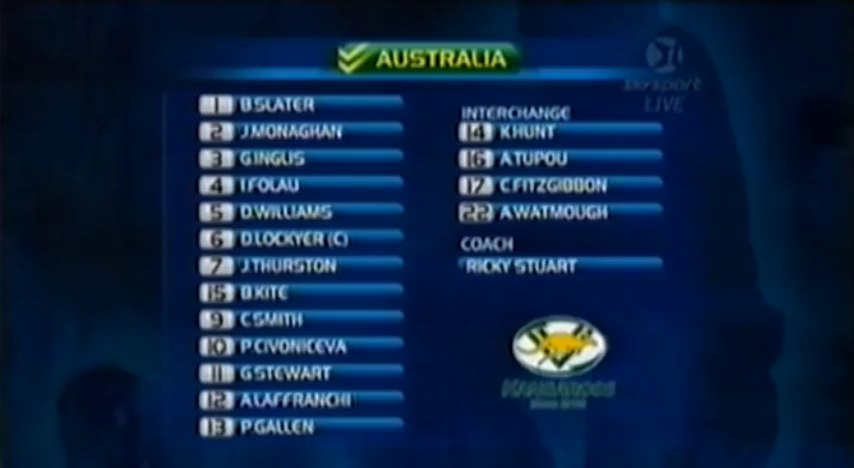 AUSTRALIA
LIVE
1 B.SLATER
2 J.MONAGHAN
3 G.INGLIS
4 I.FOLAU
5 D.WILLIAMS
6 D.LOCKYER (C)
7 J.THURSTON
15 B.KITE
9 C.SMITH
10 P.CIVONICEVA
11 G.STEWART
12 A.LAFFRANCHI
13 P.GALLEN
INTERCHANGE
14 K.HUNT
16 A.TUPOU
17 C.FITZGIBBON
22 A.WATMOUGH
COACH
RICKY STUART
KANGAROOS